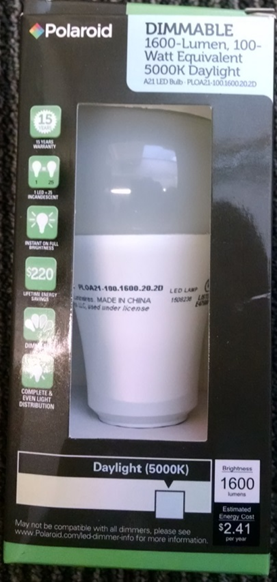 Polaroid
DIMMABLE
1600-Lumen, 100-
Watt Equivalent
5000K Daylight
A21 LED Bulb · PLOA21-100.1600.20.2D
15
15 YEARS
WARRANTY
INCANDESCENT
INSTANT ON FULL
BRIGHTNESS
$220
LIFETIME ENERGY
SAVINGS
COMPLETE &
EVEN LIGHT
DISTRIBUTION
PLOA21-100.1600.20.2D
LED LAMP
MADE IN CHINA
used under license
Daylight (5000K)
Brightness
1600
lumens
Estimated
Energy Cost
$2.41
per year
May not be compatible with all dimmers, please see
www.Polaroid.com/led-dimmer-info for more information.